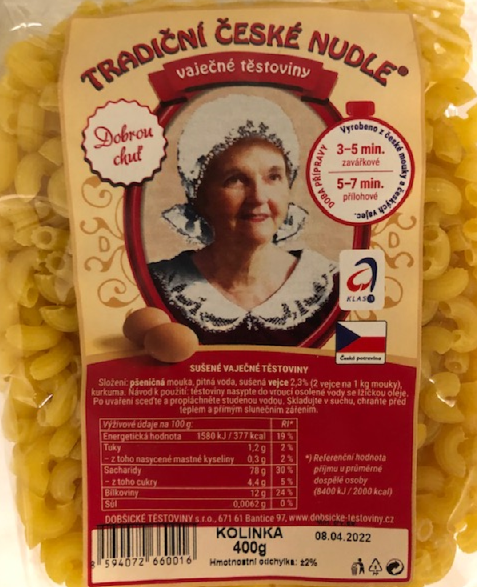 TRADIČNÍ ČESKÉ NUDLE®
vaječné těstoviny
Dobrou
chuť
Vyrobeno z české mouky a českých vajec.
DOBA PŘÍPRAVY
3–5 min.
zavářkové
5–7 min.
přílohové
KLASA
Česká potravina
SUŠENÉ VAJEČNÉ TĚSTOVINY
Složení: pšeničná mouka, pitná voda, sušená vejce 2,3% (2 vejce na 1 kg mouky),
kurkuma. Návod k použití: těstoviny nasypte do vroucí osolené vody se lžičkou oleje.
Po uvaření sceďte a propláchněte studenou vodou. Skladujte v suchu, chraňte před
teplem a přímým slunečním zářením.
Výživové údaje na 100g: RI*
Energetická hodnota 1580 kJ / 377 kcal 19 %
Tuky 1,2 g 2 %
– z toho nasycené mastné kyseliny 0,3 g 2 %
Sacharidy 78 g 30 %
– z toho cukry 4,4 g 5 %
Bílkoviny 12 g 24 %
Sůl 0,0062 g 0 %
*) Referenční hodnota
příjmu u průměrné
dospělé osoby
(8400 kJ / 2000 kcal)
DOBŠICKÉ TĚSTOVINY s.r.o., 671 61 Bantice 97, www.dobsicke-testoviny.cz
KOLÍNKA
400g
Hmotnostní odchylka: ±2%
08.04.2022
8 594072 660016